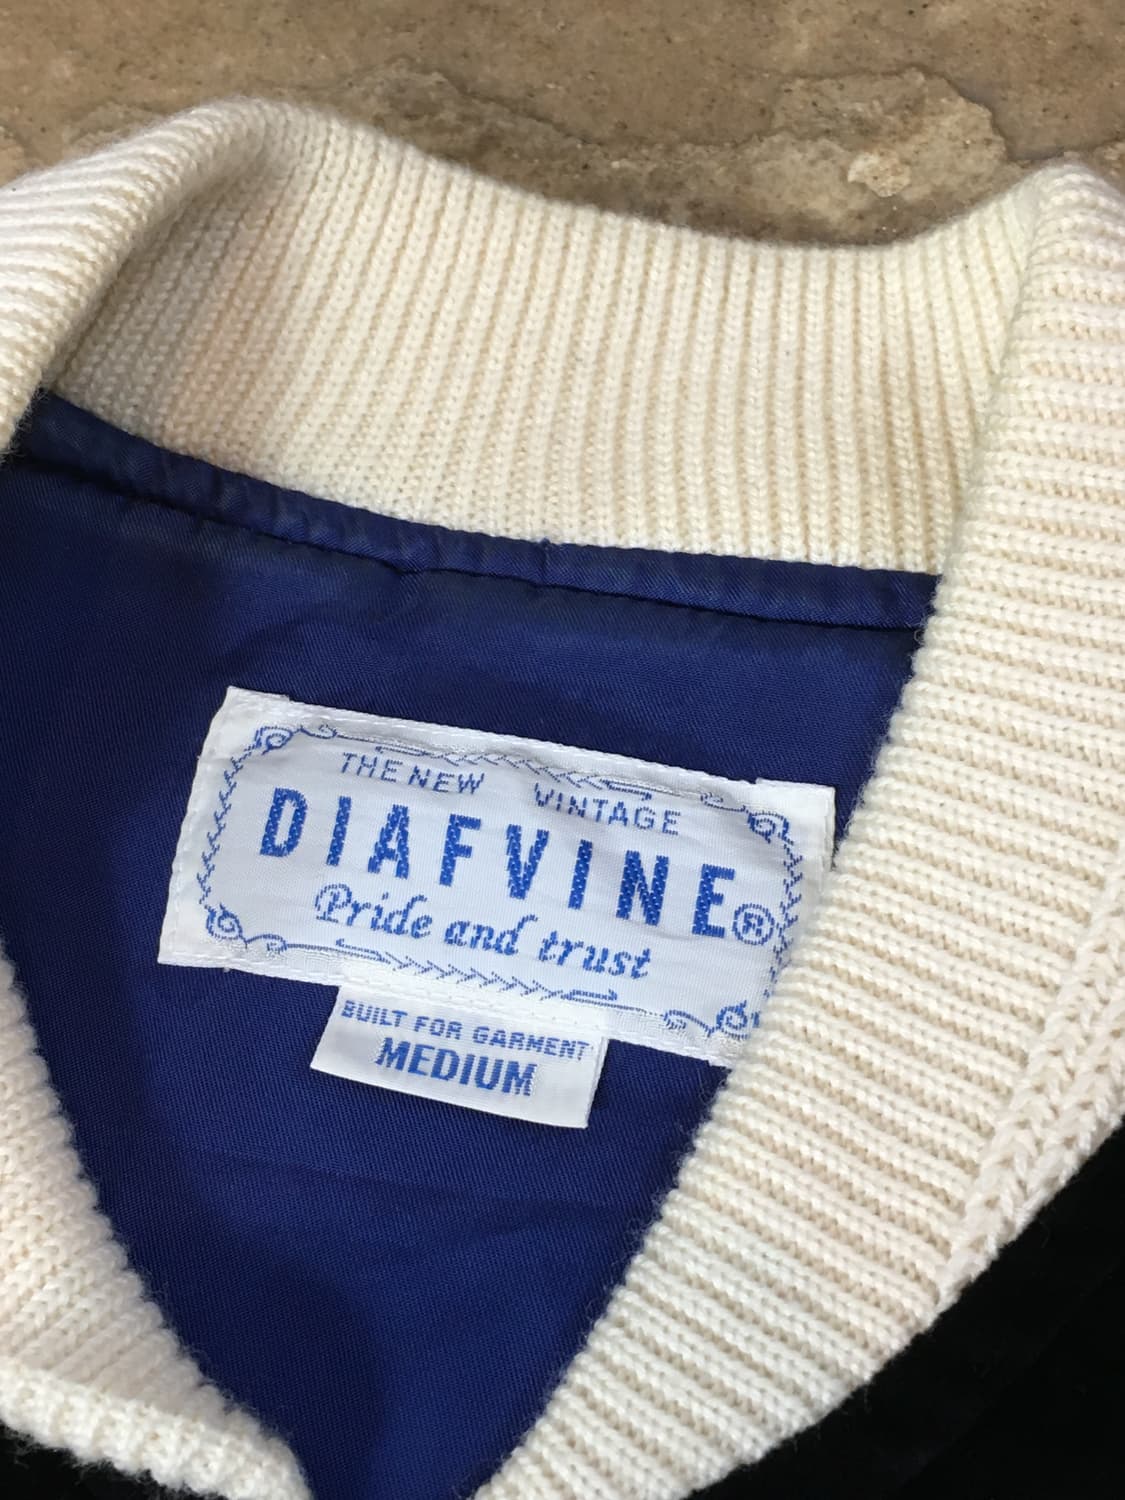 THE NEW VINTAGE
DIAFVINE®
Pride and trust
BUILT FOR GARMENT
MEDIUM